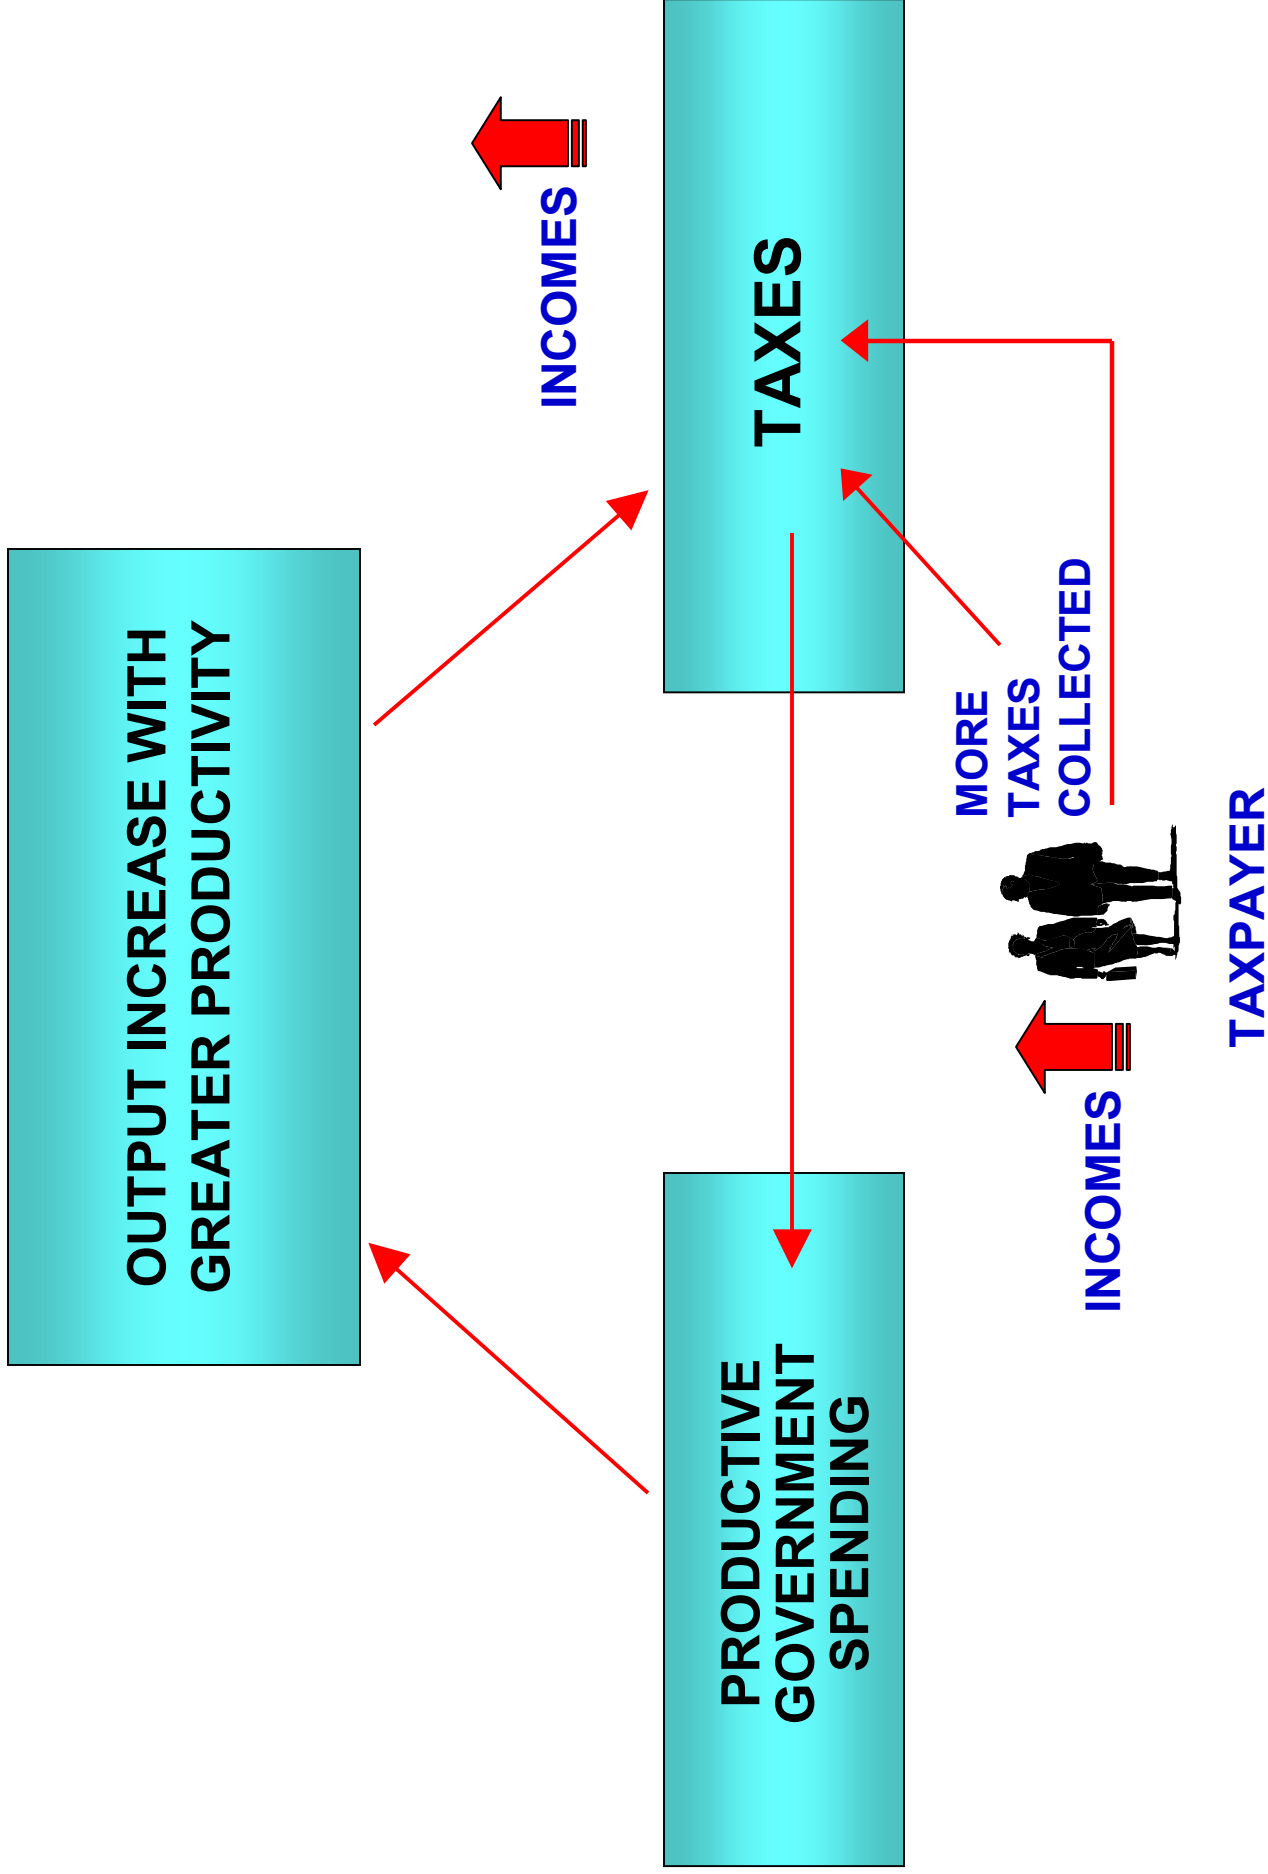 OUTPUT INCREASE WITH
GREATER PRODUCTIVITY
INCOMES
PRODUCTIVE
GOVERNMENT
SPENDING
TAXES
MORE
TAXES
COLLECTED
INCOMES
TAXPAYER